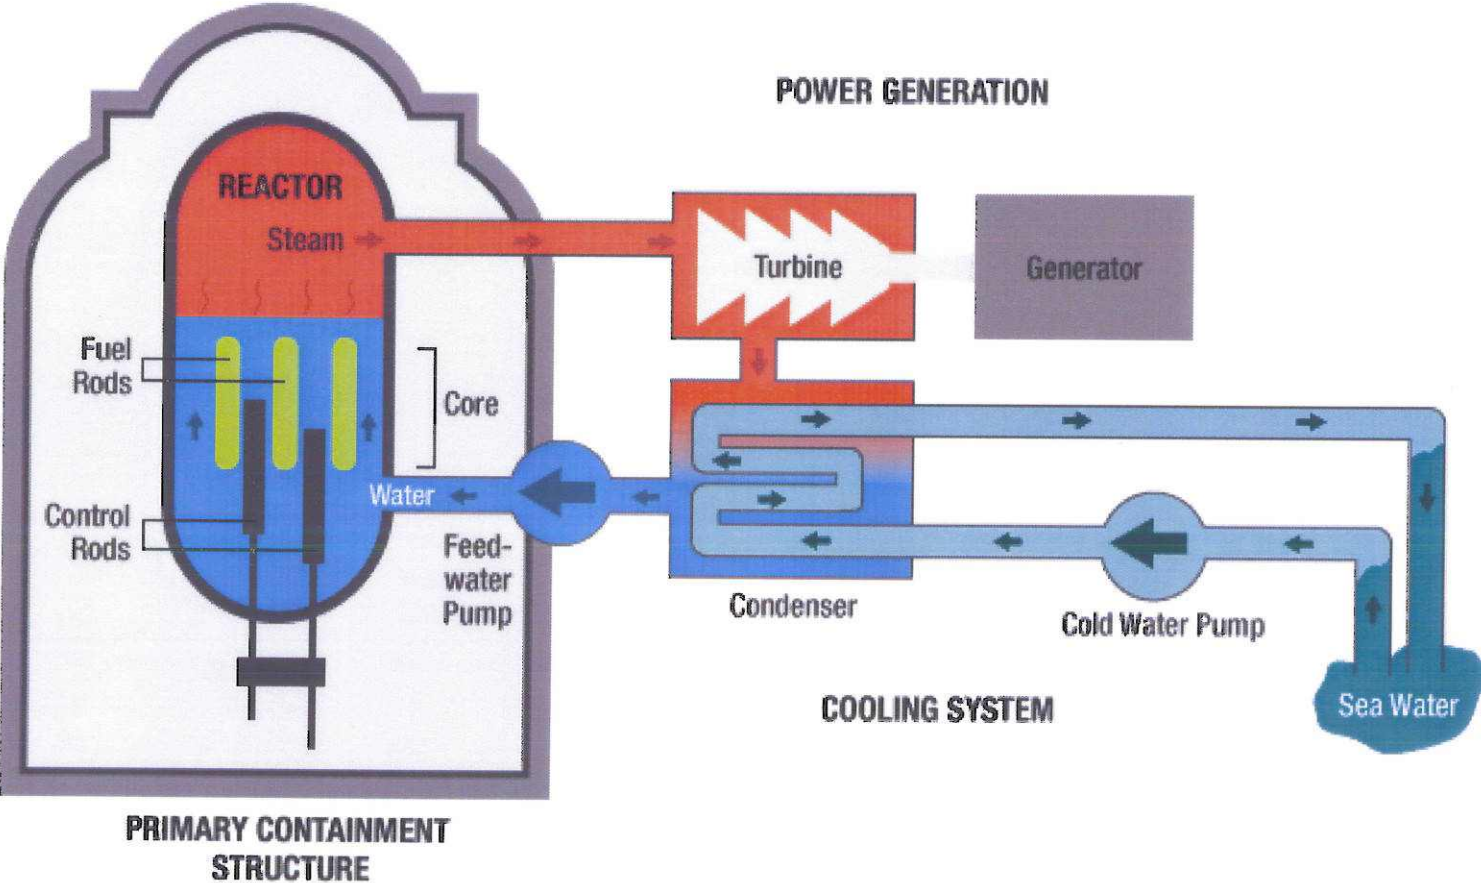 POWER GENERATION
REACTOR
Steam
Turbine
Generator
Fuel
Rods
Core
Water
Control
Rods
Feed-
water
Pump
Condenser
Cold Water Pump
Sea Water
COOLING SYSTEM
PRIMARY CONTAINMENT
STRUCTURE